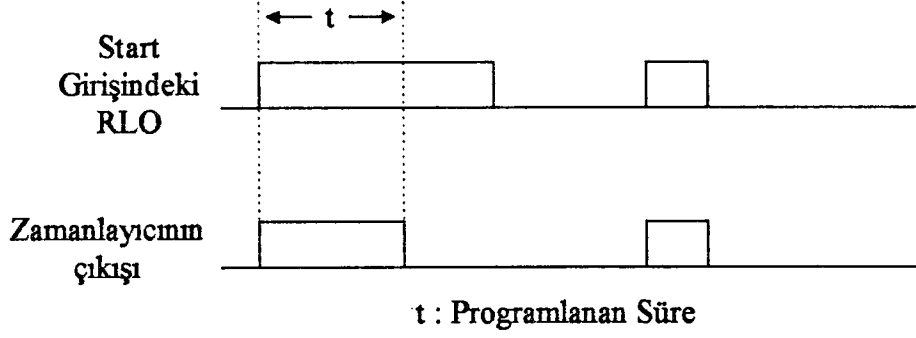 t
Start
Girişindeki
RLO
Zamanlayıcının
çıkışı
t : Programlanan Süre